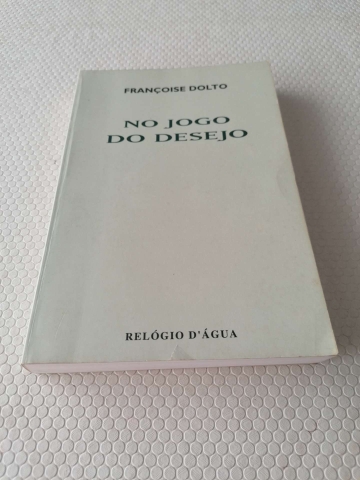 FRANÇOISE DOLTO
NO JOGO
DO DESEJO
RELÓGIO D'ÁGUA